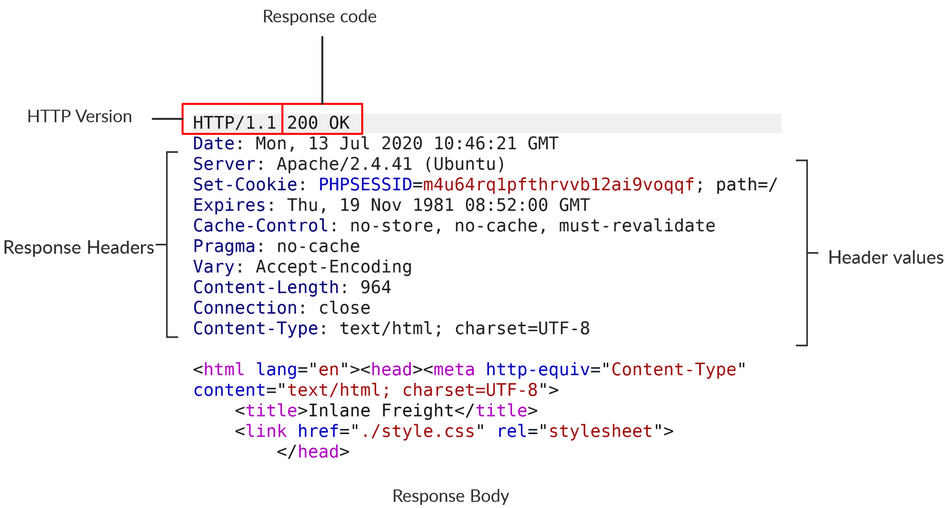 Response code
HTTP Version
HTTP/1.1 200 OK
Date: Mon, 13 Jul 2020 10:46:21 GMT
Server: Apache/2.4.41 (Ubuntu)
Set-Cookie: PHPSESSID=m4u64rq1pfthrvvb12ai9voqqf; path=/
Expires: Thu, 19 Nov 1981 08:52:00 GMT
Cache-Control: no-store, no-cache, must-revalidate
Response Headers
Pragma: no-cache
Header values
Vary: Accept-Encoding
Content-Length: 964
Connection: close
Content-Type: text/html; charset=UTF-8
<html lang="en"><head><meta http-equiv="Content-Type"
content="text/html; charset=UTF-8">
    <title>Inlane Freight</title>
    <link href="./style.css" rel="stylesheet">
        </head>
Response Body